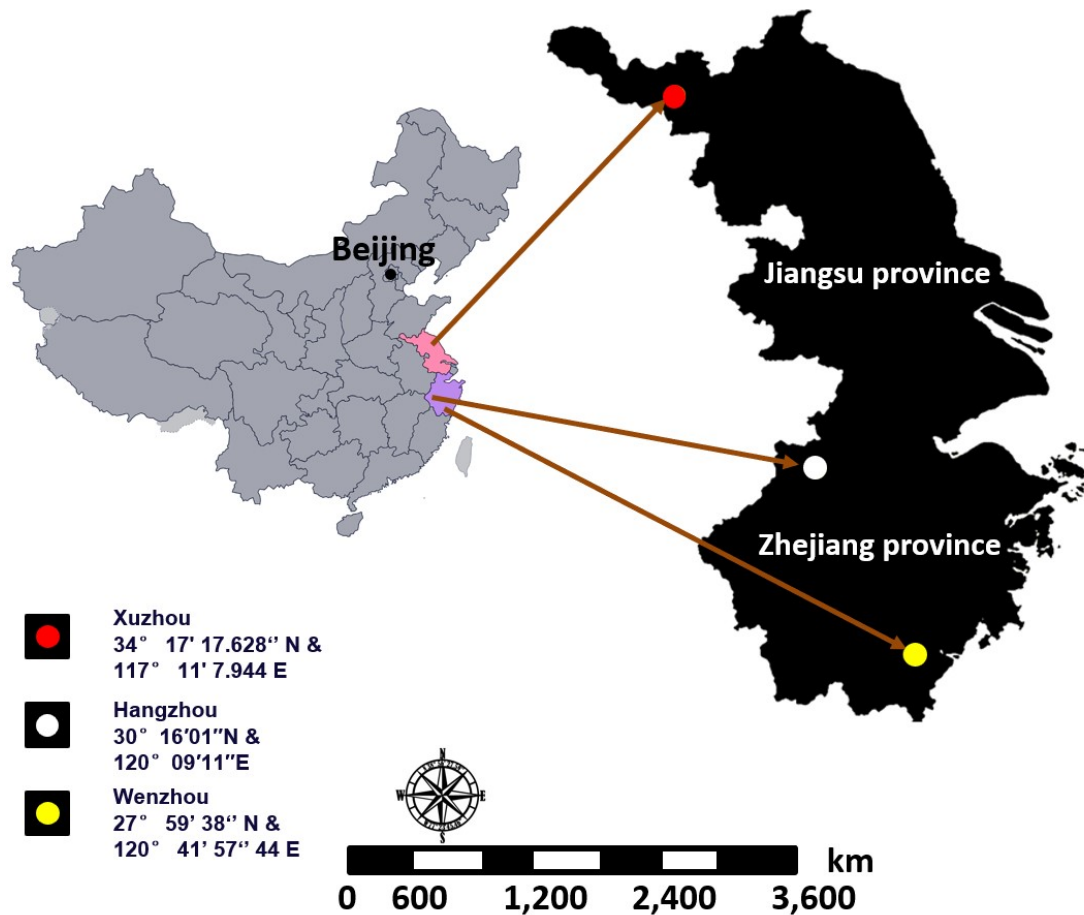 Beijing
Jiangsu province
Zhejiang province
Xuzhou
34° 17' 17.628‘’ N &
117° 11' 7.944 E
Hangzhou
30° 16′01″N &
120° 09′11″E
Wenzhou
27° 59’ 38‘’ N &
120° 41’ 57‘’ 44 E
N
W
E
S
km
0 600 1,200 2,400 3,600